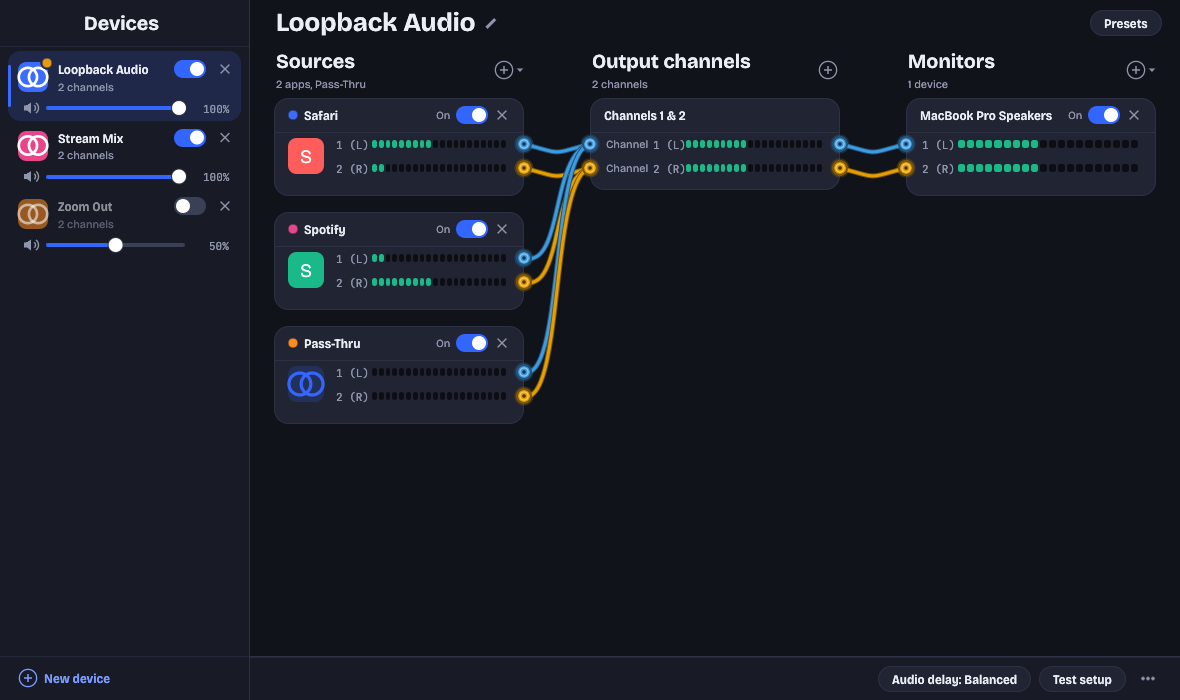 Devices
Loopback Audio
2 channels
100%
Stream Mix
2 channels
100%
Zoom Out
2 channels
50%
New device
Loopback Audio
Presets
Sources
2 apps, Pass-Thru
Safari
On
S
1 (L)
2 (R)
Spotify
On
S
1 (L)
2 (R)
Pass-Thru
On
1 (L)
2 (R)
Output channels
2 channels
Channels 1 & 2
Channel 1 (L)
Channel 2 (R)
Monitors
1 device
MacBook Pro Speakers
On
1 (L)
2 (R)
Audio delay: Balanced
Test setup